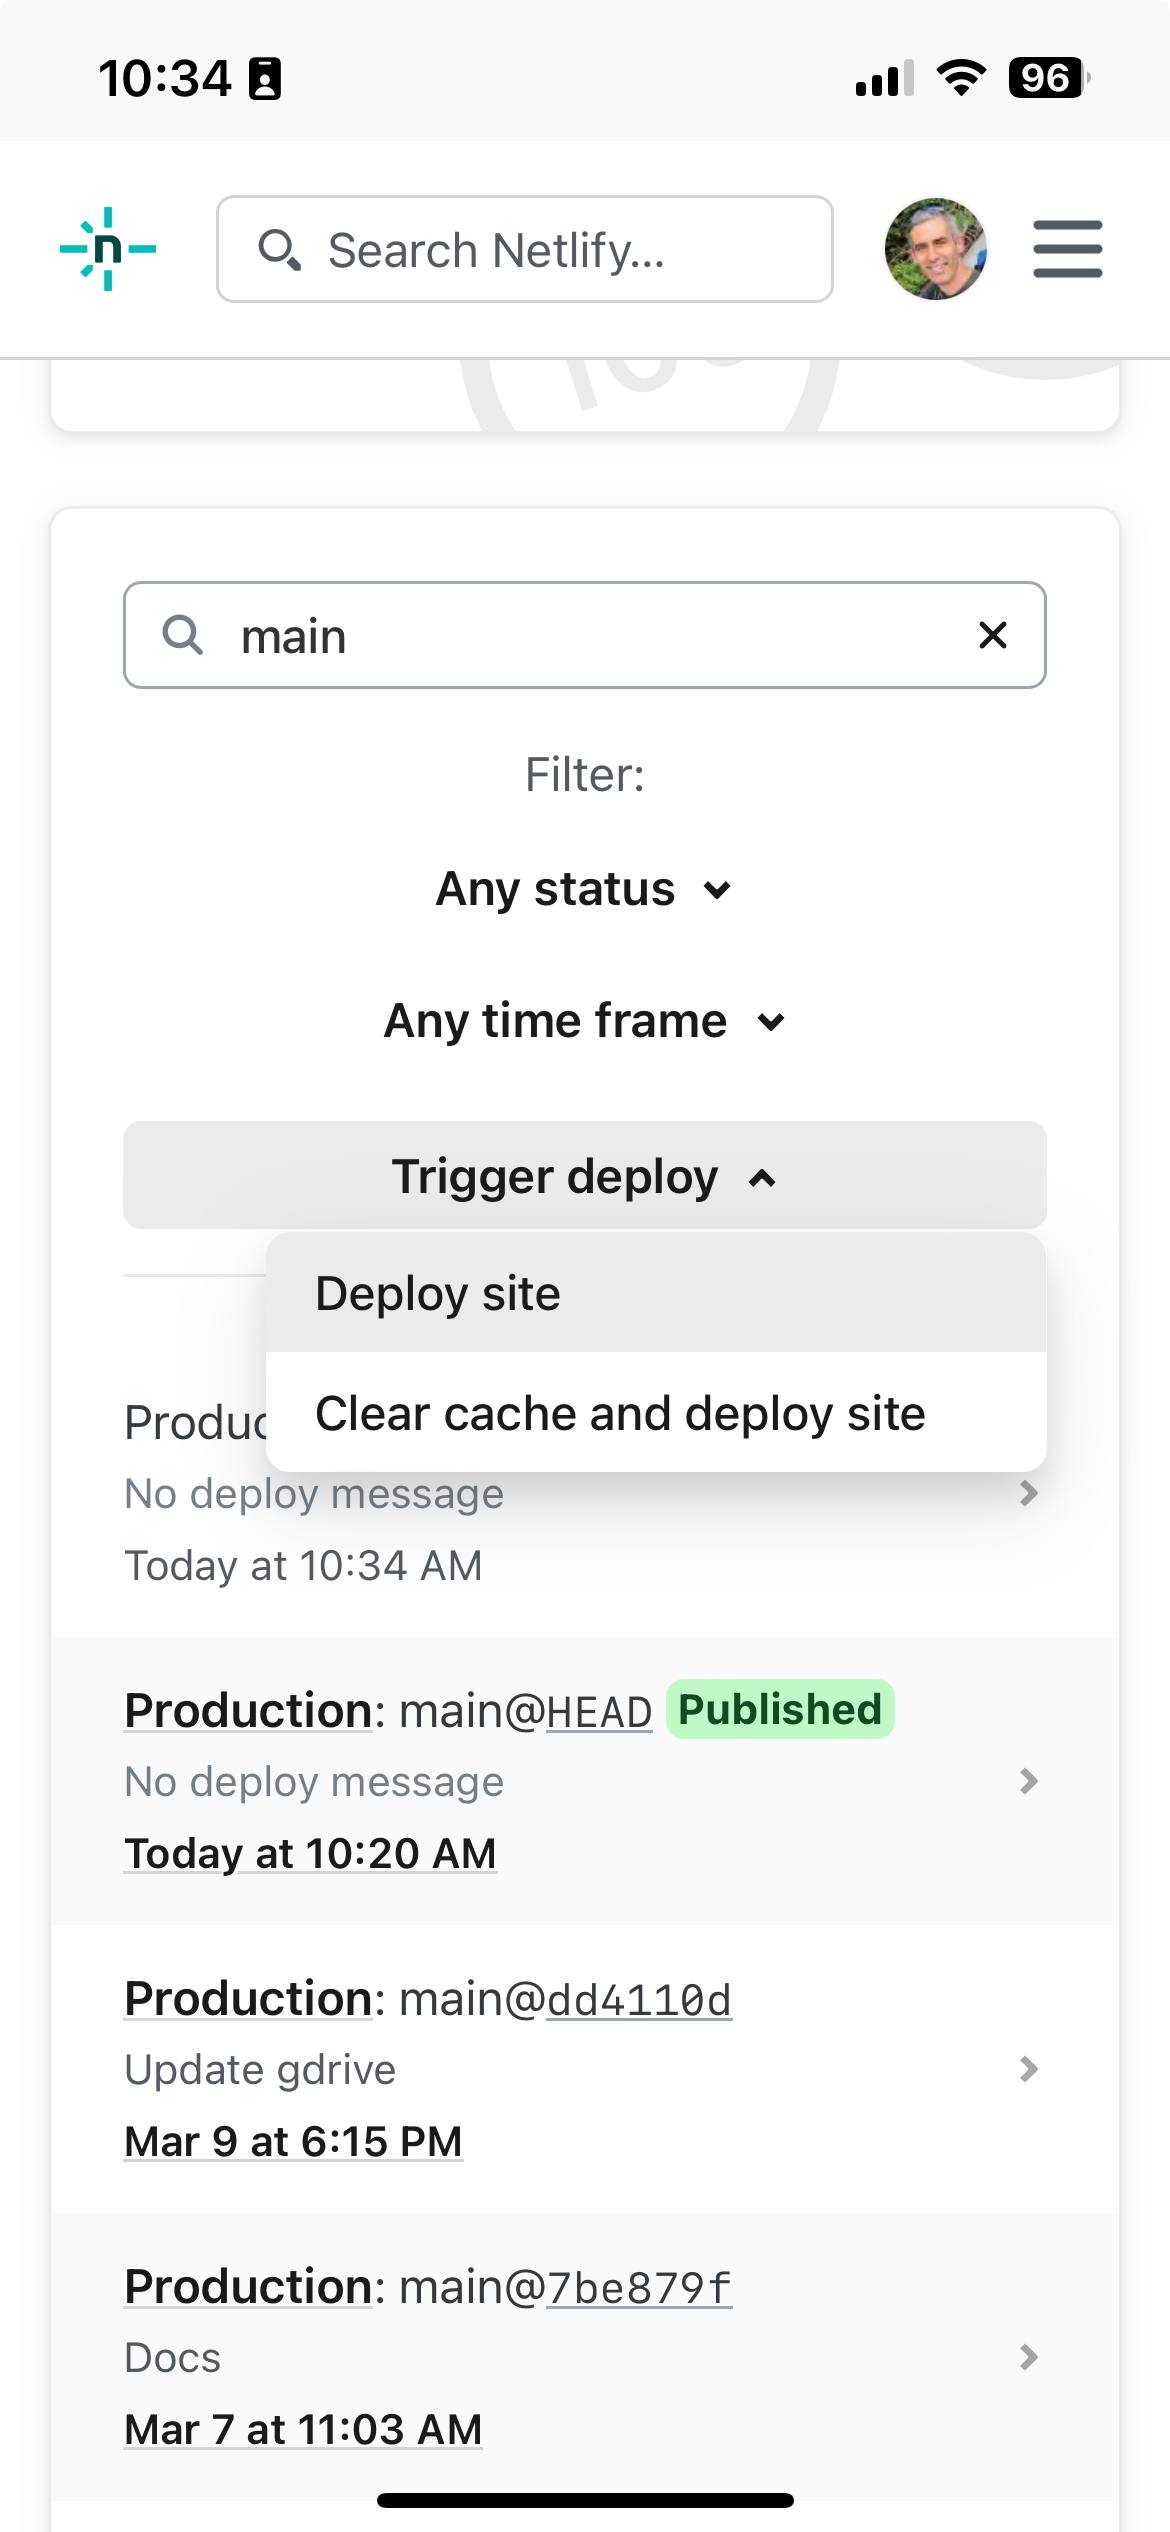 10:34
96
n
Search Netlify...
main
Filter:
Any status
Any time frame
Trigger deploy
Deploy site
Clear cache and deploy site
No deploy message
Today at 10:34 AM
Production: main@HEAD Published
No deploy message
Today at 10:20 AM
Production: main@dd4110d
Update gdrive
Mar 9 at 6:15 PM
Production: main@7be879f
Docs
Mar 7 at 11:03 AM